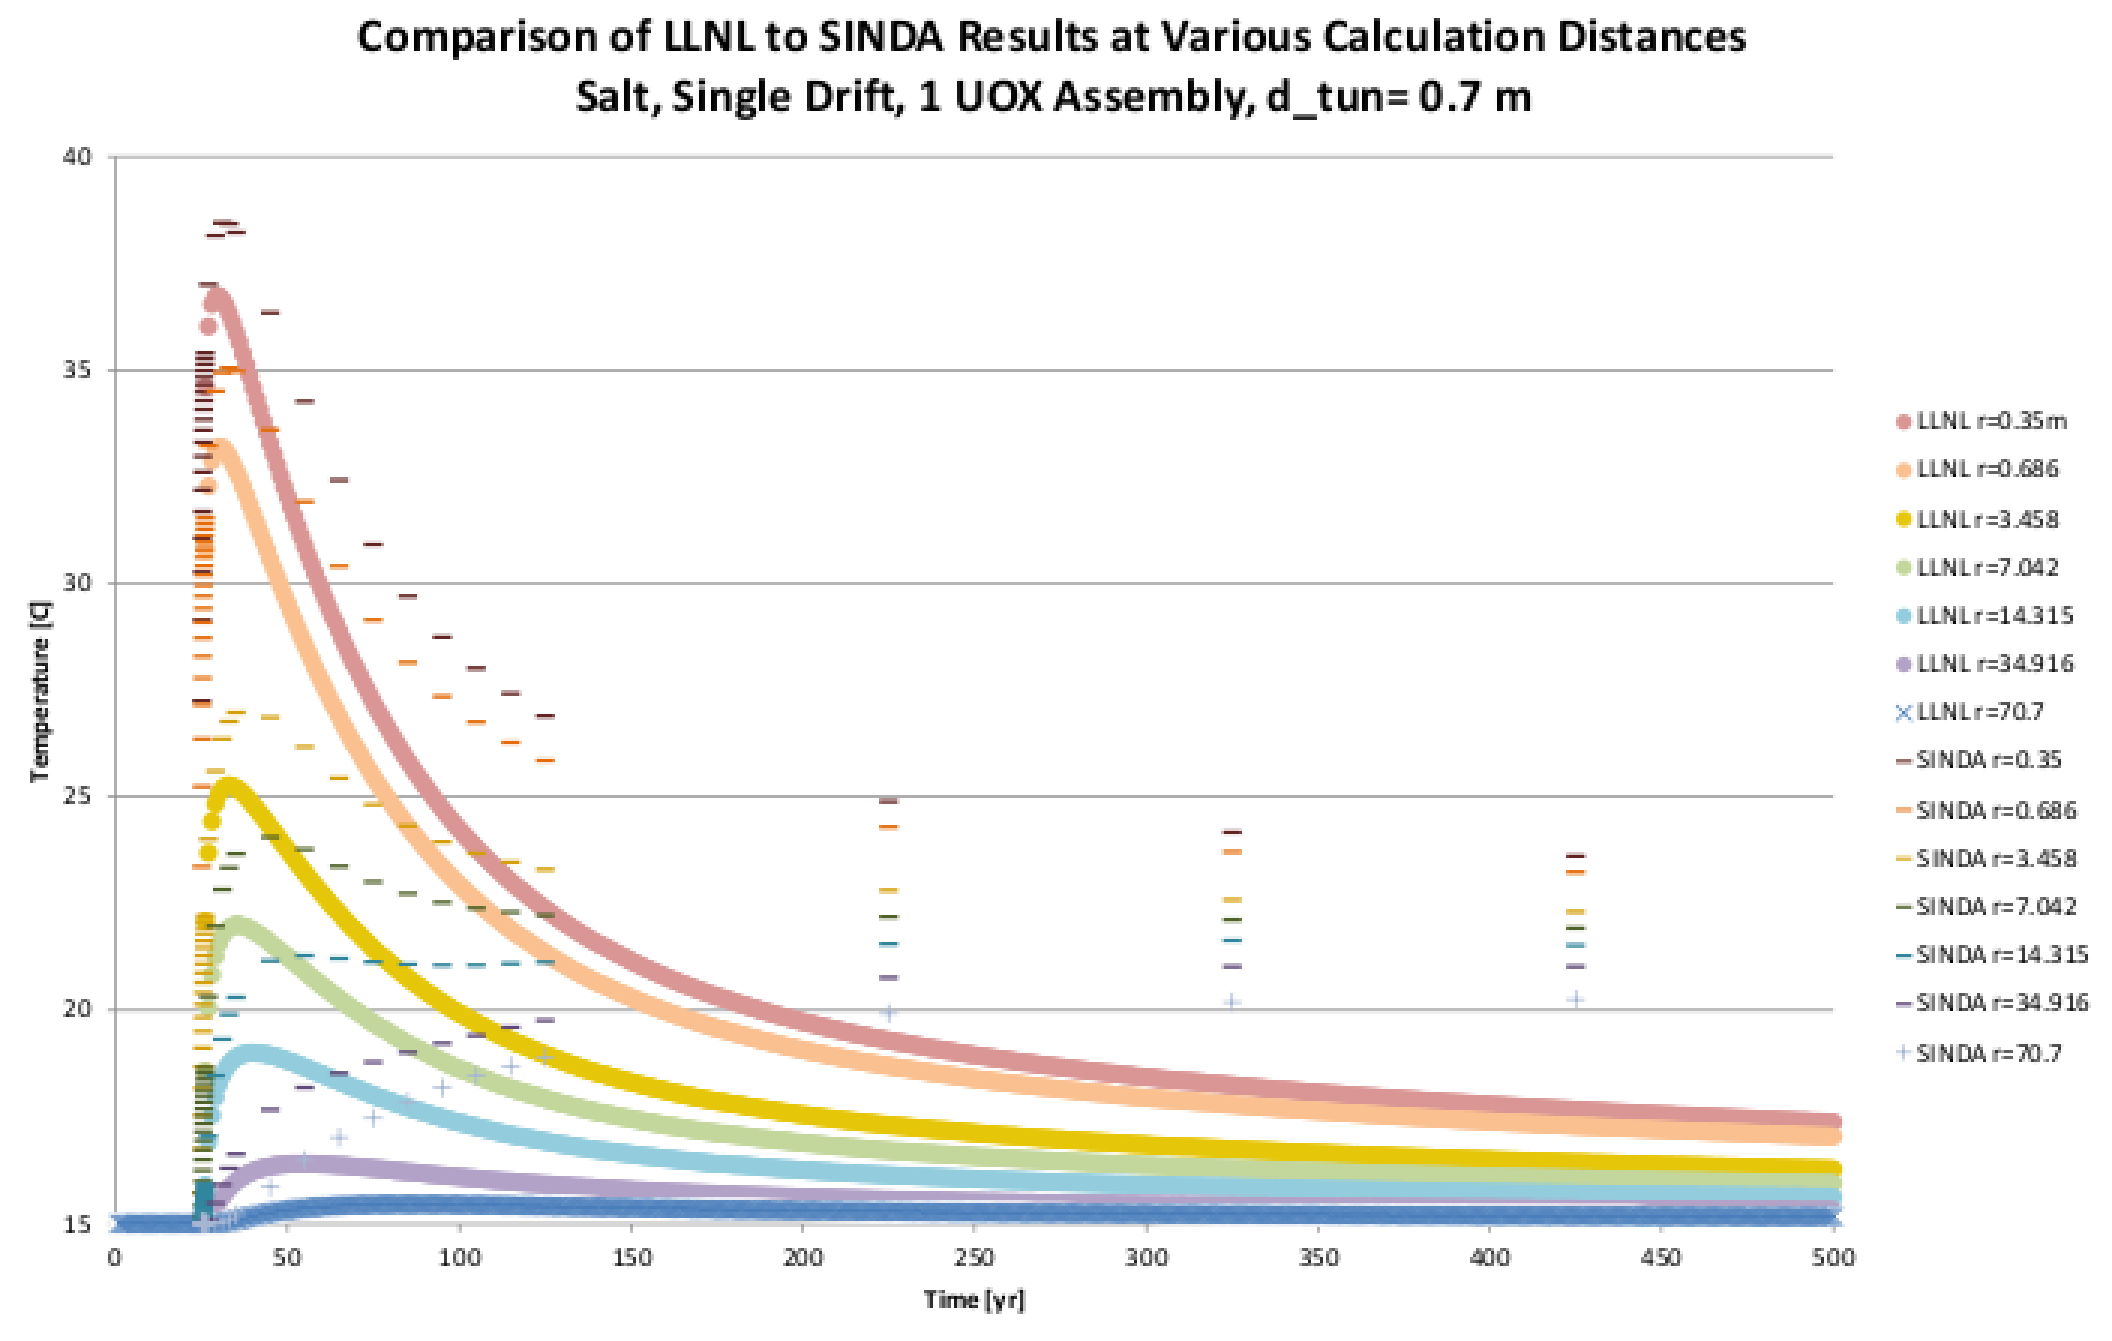 Comparison of LLNL to SINDA Results at Various Calculation Distances
Salt, Single Drift, 1 UOX Assembly, d_tun= 0.7 m
40
35
30
25
20
15
Temperature [C]
0 50 100 150 200 250 300 350 400 450 500
Time [yr]
LLNL r=0.35m
LLNL r=0.686
LLNL r=3.458
LLNL r=7.042
LLNL r=14.315
LLNL r=34.916
LLNL r=70.7
SINDA r=0.35
SINDA r=0.686
SINDA r=3.458
SINDA r=7.042
SINDA r=14.315
SINDA r=34.916
SINDA r=70.7